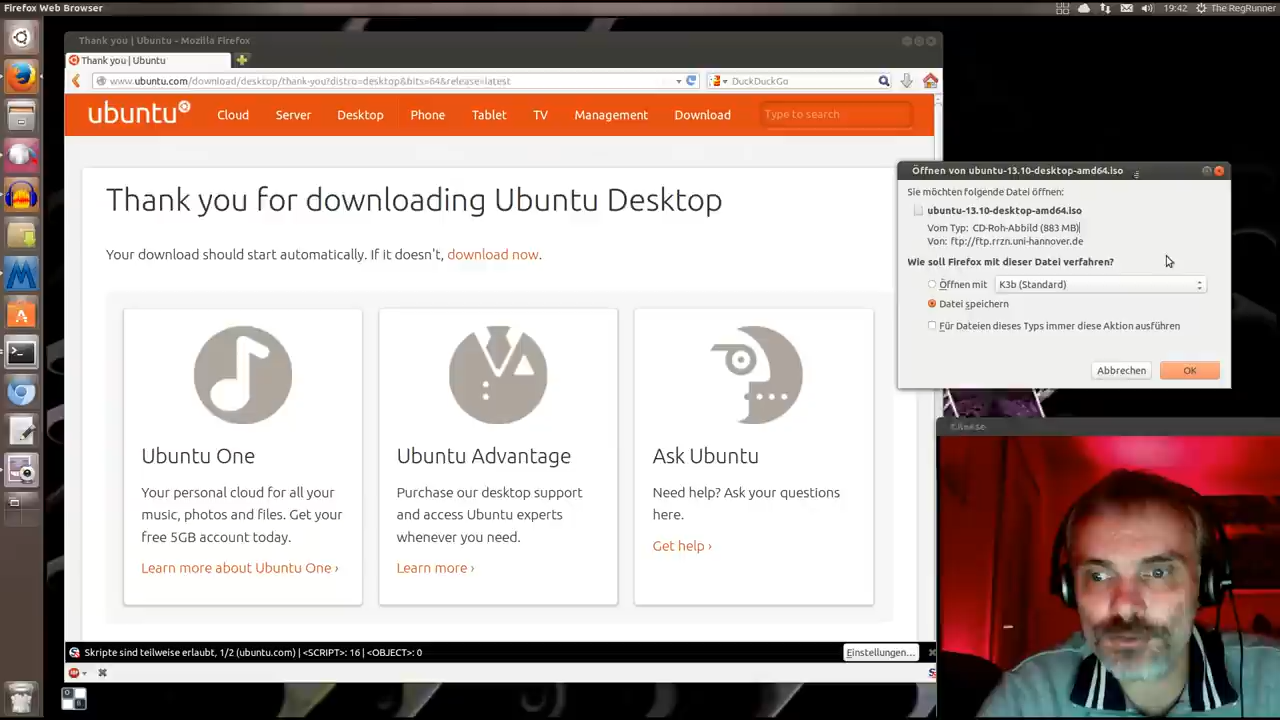 Firefox Web Browser
19:42
The RegRunner
Thank you | Ubuntu - Mozilla Firefox
Thank you | Ubuntu
www.ubuntu.com/download/desktop/thank-you?distro=desktop&bits=64&release=latest
DuckDuckGo
ubuntu
Cloud
Server
Desktop
Phone
Tablet
TV
Management
Download
Type to search
Thank you for downloading Ubuntu Desktop
Your download should start automatically. If it doesn't, download now.
Ubuntu One
Your personal cloud for all your
music, photos and files. Get your
free 5GB account today.
Learn more about Ubuntu One ›
Ubuntu Advantage
Purchase our desktop support
and access Ubuntu experts
whenever you need.
Learn more ›
Ask Ubuntu
Need help? Ask your questions
here.
Get help ›
Skripte sind teilweise erlaubt, 1/2 (ubuntu.com) | <SCRIPT>: 16 | <OBJECT>: 0
Einstellungen...
Öffnen von ubuntu-13.10-desktop-amd64.iso
Sie möchten folgende Datei öffnen:
ubuntu-13.10-desktop-amd64.iso
Vom Typ: CD-Roh-Abbild (883 MB)
Von: ftp://ftp.rrzn.uni-hannover.de
Wie soll Firefox mit dieser Datei verfahren?
Öffnen mit
K3b (Standard)
Datei speichern
Für Dateien dieses Typs immer diese Aktion ausführen
Abbrechen
OK